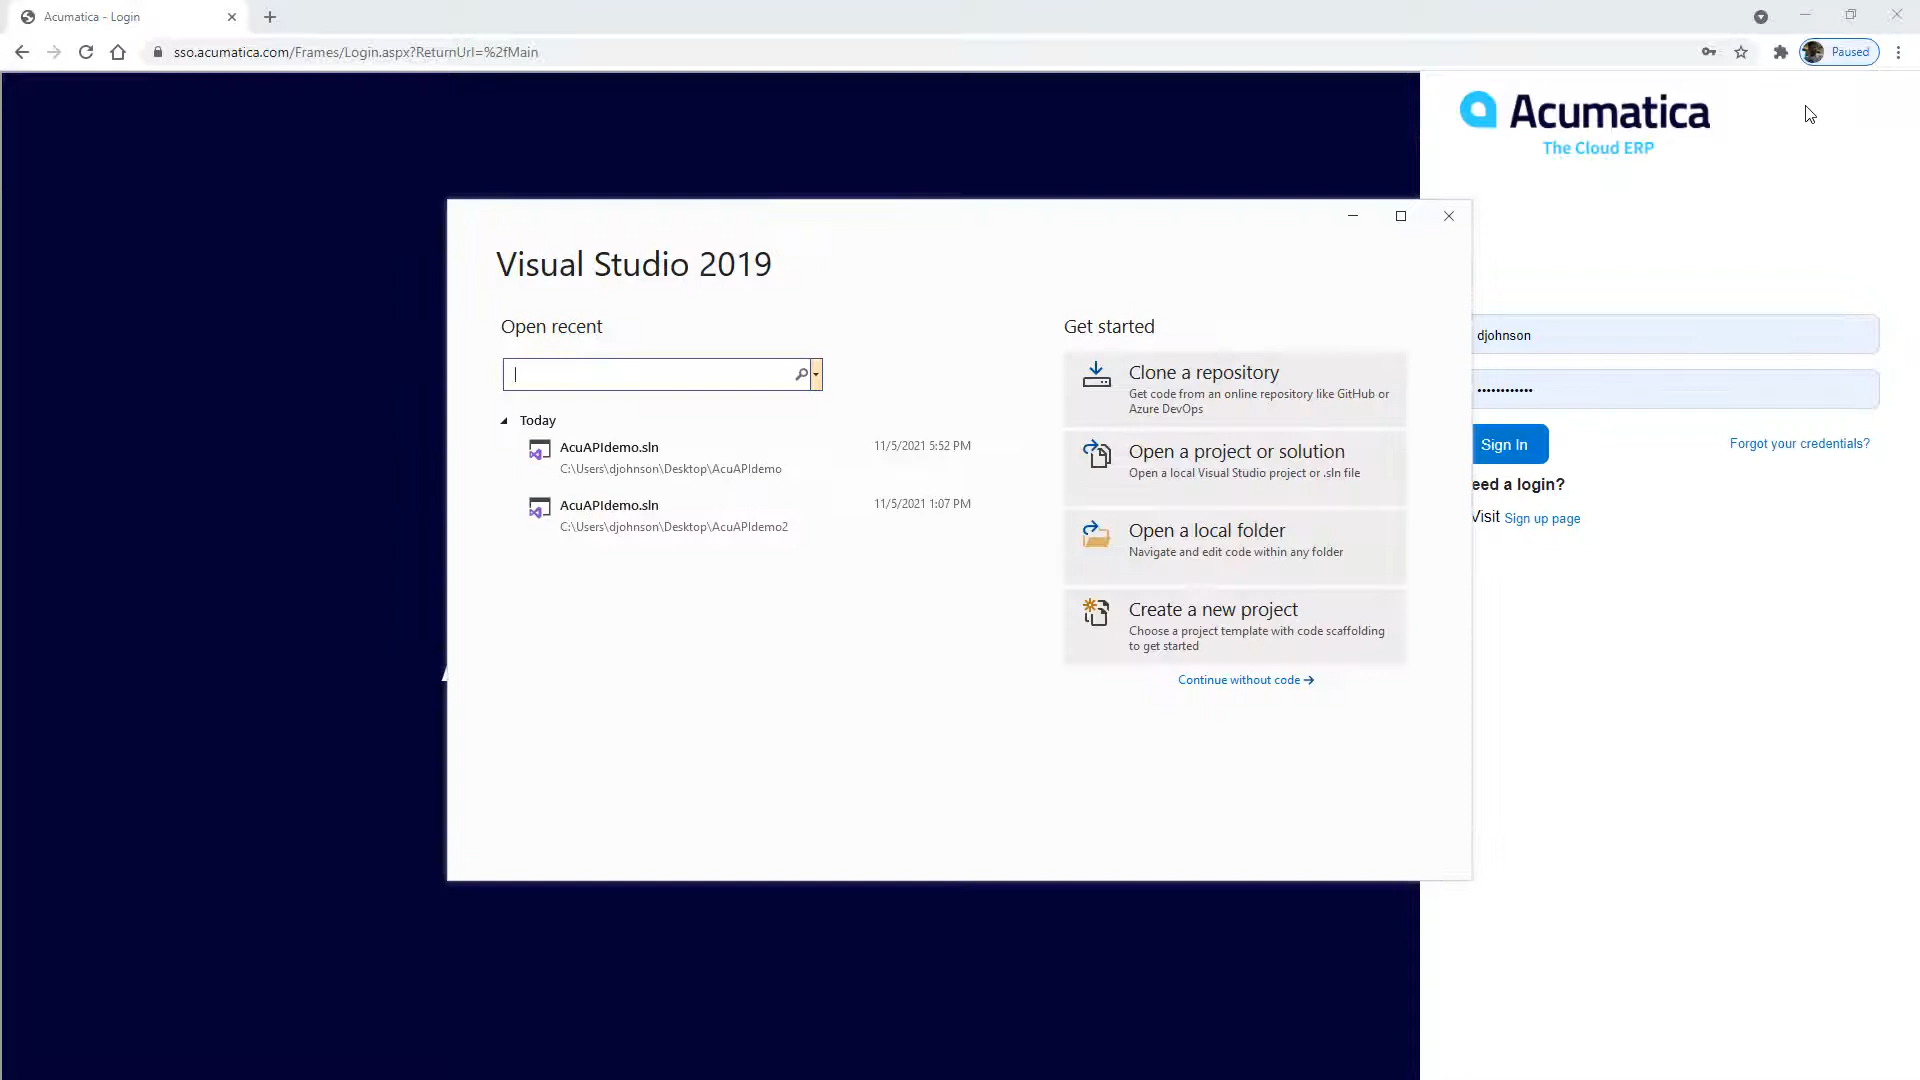 Acumatica - Login
sso.acumatica.com/Frames/Login.aspx?ReturnUrl=%2fMain
Paused
Acumatica
The Cloud ERP
Visual Studio 2019
Open recent
Today
AcuAPIdemo.sln
11/5/2021 5:52 PM
C:\Users\djohnson\Desktop\AcuAPIdemo
AcuAPIdemo.sln
11/5/2021 1:07 PM
C:\Users\djohnson\Desktop\AcuAPIdemo2
Get started
Clone a repository
Get code from an online repository like GitHub or
Azure DevOps
Open a project or solution
Open a local Visual Studio project or .sln file
Open a local folder
Navigate and edit code within any folder
Create a new project
Choose a project template with code scaffolding
to get started
Continue without code
djohnson
••••••••••••
Sign In
Forgot your credentials?
eed a login?
Visit Sign up page